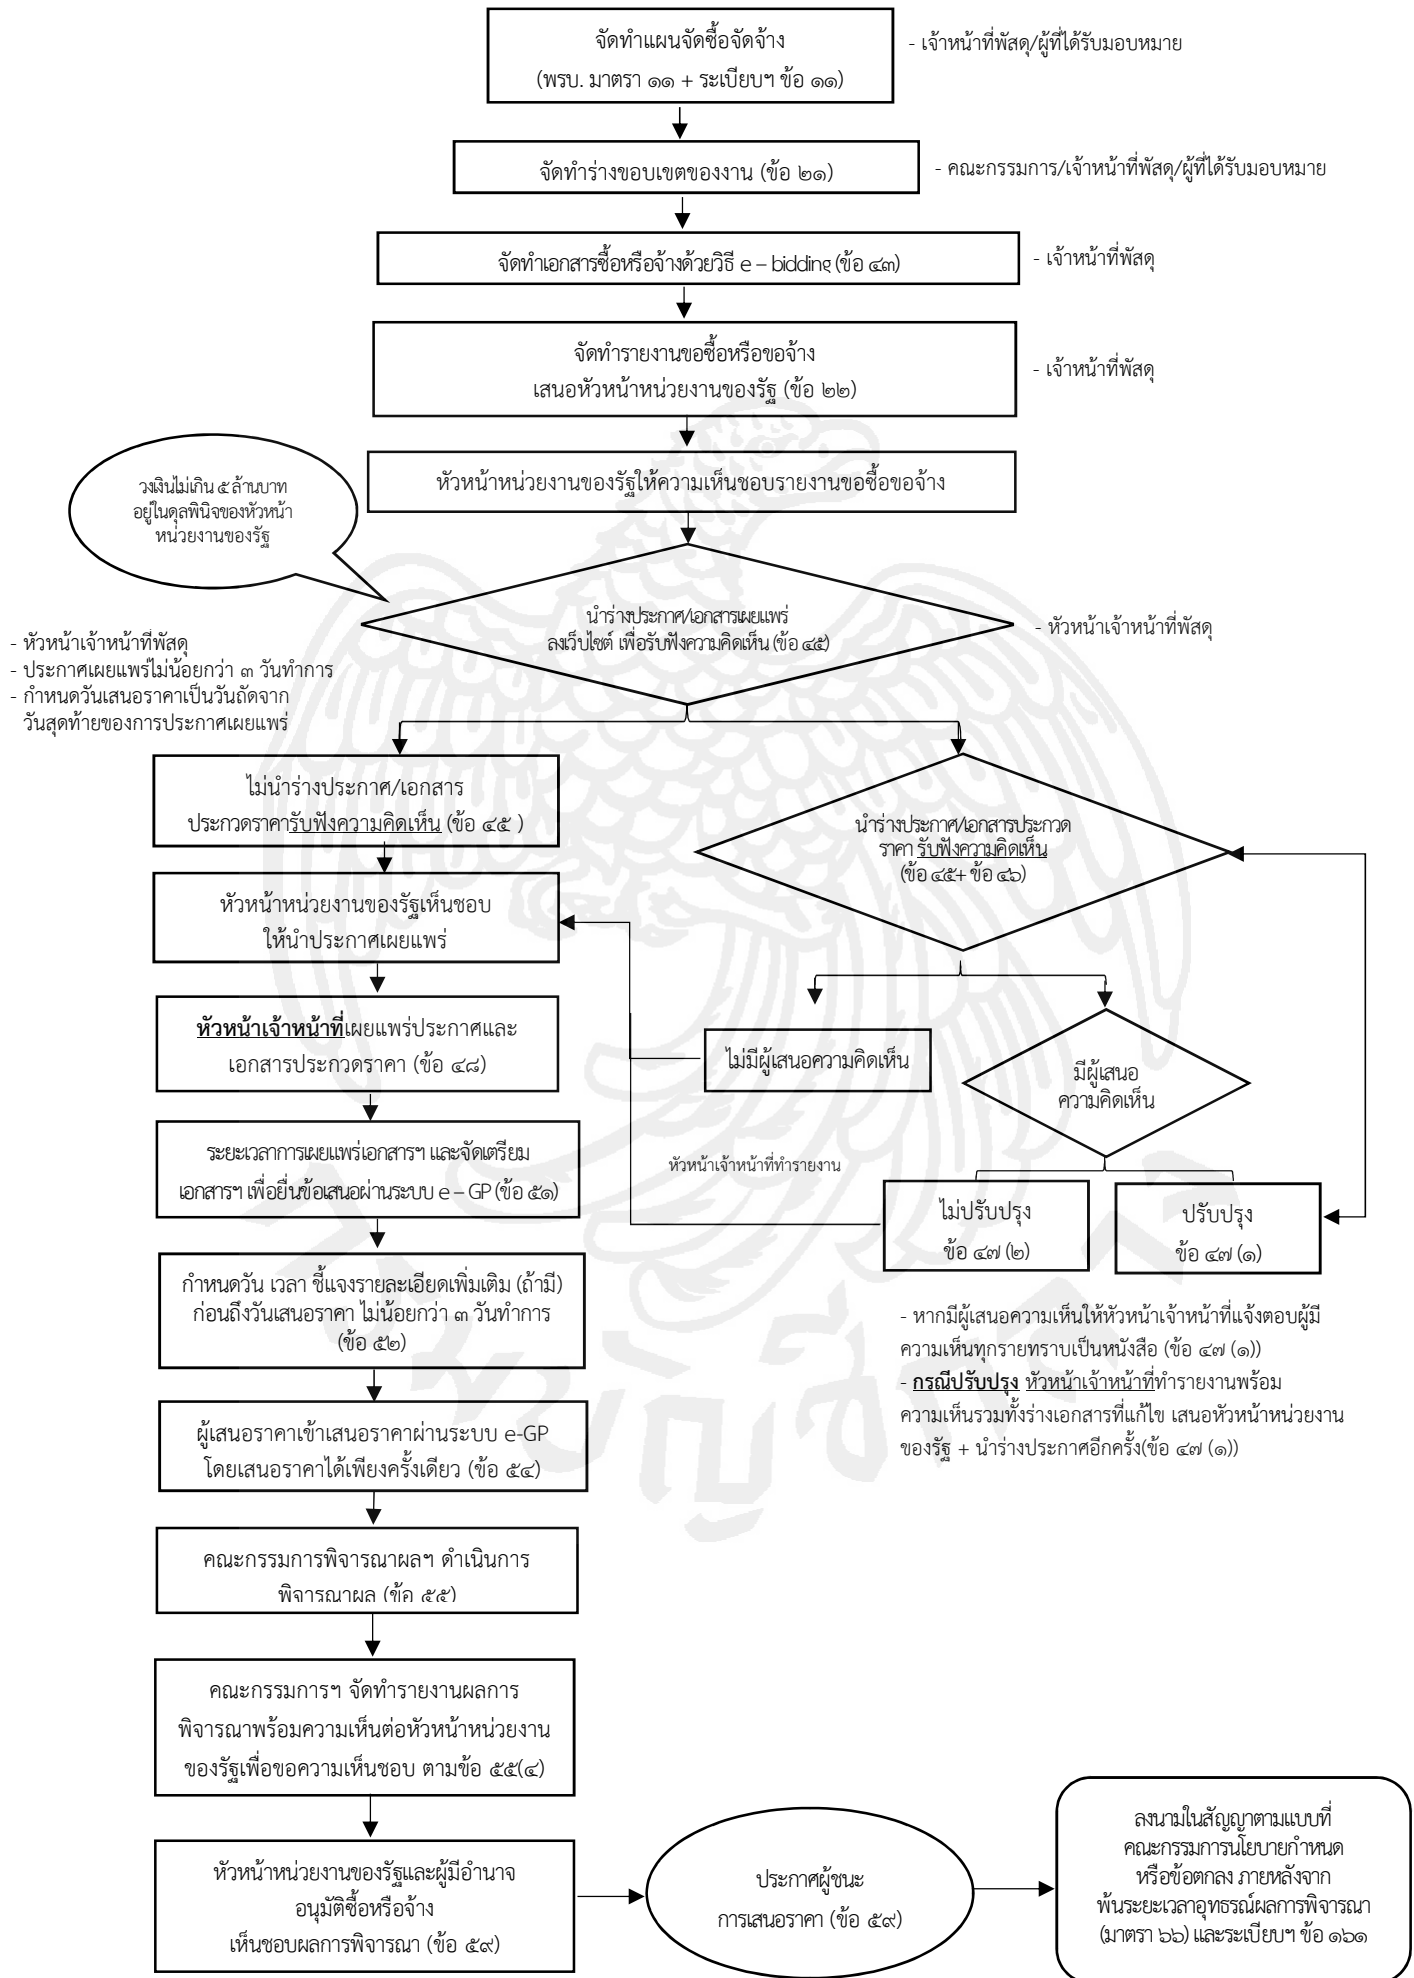 จัดทำแผนจัดซื้อจัดจ้าง
(พรบ. มาตรา ๑๑ + ระเบียบฯ ข้อ ๑๑)
- เจ้าหน้าที่พัสดุ/ผู้ที่ได้รับมอบหมาย
จัดทำร่างขอบเขตของงาน (ข้อ ๒๑)
- คณะกรรมการ/เจ้าหน้าที่พัสดุ/ผู้ที่ได้รับมอบหมาย
จัดทำเอกสารซื้อหรือจ้างด้วยวิธี e – bidding (ข้อ ๔๓)
- เจ้าหน้าที่พัสดุ
จัดทำรายงานขอซื้อหรือขอจ้าง
เสนอหัวหน้าหน่วยงานของรัฐ (ข้อ ๒๒)
- เจ้าหน้าที่พัสดุ
หัวหน้าหน่วยงานของรัฐให้ความเห็นชอบรายงานขอซื้อขอจ้าง
วงเงินไม่เกิน ๕ ล้านบาท
อยู่ในดุลพินิจของหัวหน้า
หน่วยงานของรัฐ
นำร่างประกาศ/เอกสารเผยแพร่
ลงเว็บไซต์ เพื่อรับฟังความคิดเห็น (ข้อ ๔๕)
- หัวหน้าเจ้าหน้าที่พัสดุ
- หัวหน้าเจ้าหน้าที่พัสดุ
- ประกาศเผยแพร่ไม่น้อยกว่า ๓ วันทำการ
- กำหนดวันเสนอราคาเป็นวันถัดจาก
วันสุดท้ายของการประกาศเผยแพร่
ไม่นำร่างประกาศ/เอกสาร
ประกวดราคารับฟังความคิดเห็น (ข้อ ๔๕ )
นำร่างประกาศ/เอกสารประกวด
ราคา รับฟังความคิดเห็น
(ข้อ ๔๕+ ข้อ ๔๖)
หัวหน้าหน่วยงานของรัฐเห็นชอบ
ให้นำประกาศเผยแพร่
หัวหน้าเจ้าหน้าที่เผยแพร่ประกาศและ
เอกสารประกวดราคา (ข้อ ๔๘)
ไม่มีผู้เสนอความคิดเห็น
มีผู้เสนอ
ความคิดเห็น
ระยะเวลาการเผยแพร่เอกสารฯ และจัดเตรียม
เอกสารฯ เพื่อยื่นข้อเสนอผ่านระบบ e – GP (ข้อ ๕๑)
หัวหน้าเจ้าหน้าที่ทำรายงาน
ไม่ปรับปรุง
ข้อ ๔๗ (๒)
ปรับปรุง
ข้อ ๔๗ (๑)
กำหนดวัน เวลา ชี้แจงรายละเอียดเพิ่มเติม (ถ้ามี)
ก่อนถึงวันเสนอราคา ไม่น้อยกว่า ๓ วันทำการ
(ข้อ ๕๒)
- หากมีผู้เสนอความเห็นให้หัวหน้าเจ้าหน้าที่แจ้งตอบผู้มี
ความเห็นทุกรายทราบเป็นหนังสือ (ข้อ ๔๗ (๑))
- กรณีปรับปรุง หัวหน้าเจ้าหน้าที่ทำรายงานพร้อม
ความเห็นรวมทั้งร่างเอกสารที่แก้ไข เสนอหัวหน้าหน่วยงาน
ของรัฐ + นำร่างประกาศอีกครั้ง(ข้อ ๔๗ (๑))
ผู้เสนอราคาเข้าเสนอราคาผ่านระบบ e-GP
โดยเสนอราคาได้เพียงครั้งเดียว (ข้อ ๕๔)
คณะกรรมการพิจารณาผลฯ ดำเนินการ
พิจารณาผล (ข้อ ๕๕)
คณะกรรมการฯ จัดทำรายงานผลการ
พิจารณาพร้อมความเห็นต่อหัวหน้าหน่วยงาน
ของรัฐเพื่อขอความเห็นชอบ ตามข้อ ๕๕(๔)
หัวหน้าหน่วยงานของรัฐและผู้มีอำนาจ
อนุมัติซื้อหรือจ้าง
เห็นชอบผลการพิจารณา (ข้อ ๕๙)
ประกาศผู้ชนะ
การเสนอราคา (ข้อ ๕๙)
ลงนามในสัญญาตามแบบที่
คณะกรรมการนโยบายกำหนด
หรือข้อตกลง ภายหลังจาก
พ้นระยะเวลาอุทธรณ์ผลการพิจารณา
(มาตรา ๖๖) และระเบียบฯ ข้อ ๑๖๑
กรมบัญชีกลาง